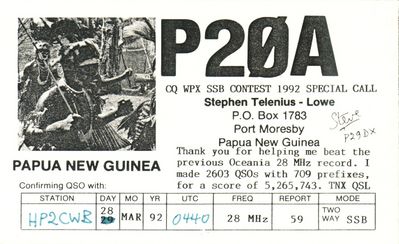 P2ØA
CQ WPX SSB CONTEST 1992 SPECIAL CALL
Stephen Telenius - Lowe
P.O. Box 1783
Port Moresby
Papua New Guinea
Steve
P29DX
PAPUA NEW GUINEA
Thank you for helping me beat the
previous Oceania 28 MHz record. I
made 2603 QSOs with 709 prefixes,
for a score of 5,265,743. TNX QSL
Confirming QSO with:
STATION DAY MO YR UTC FREQ REPORT MODE
HP2CWB 28 29 MAR 92 0440 28 MHz 59 TWO WAY SSB